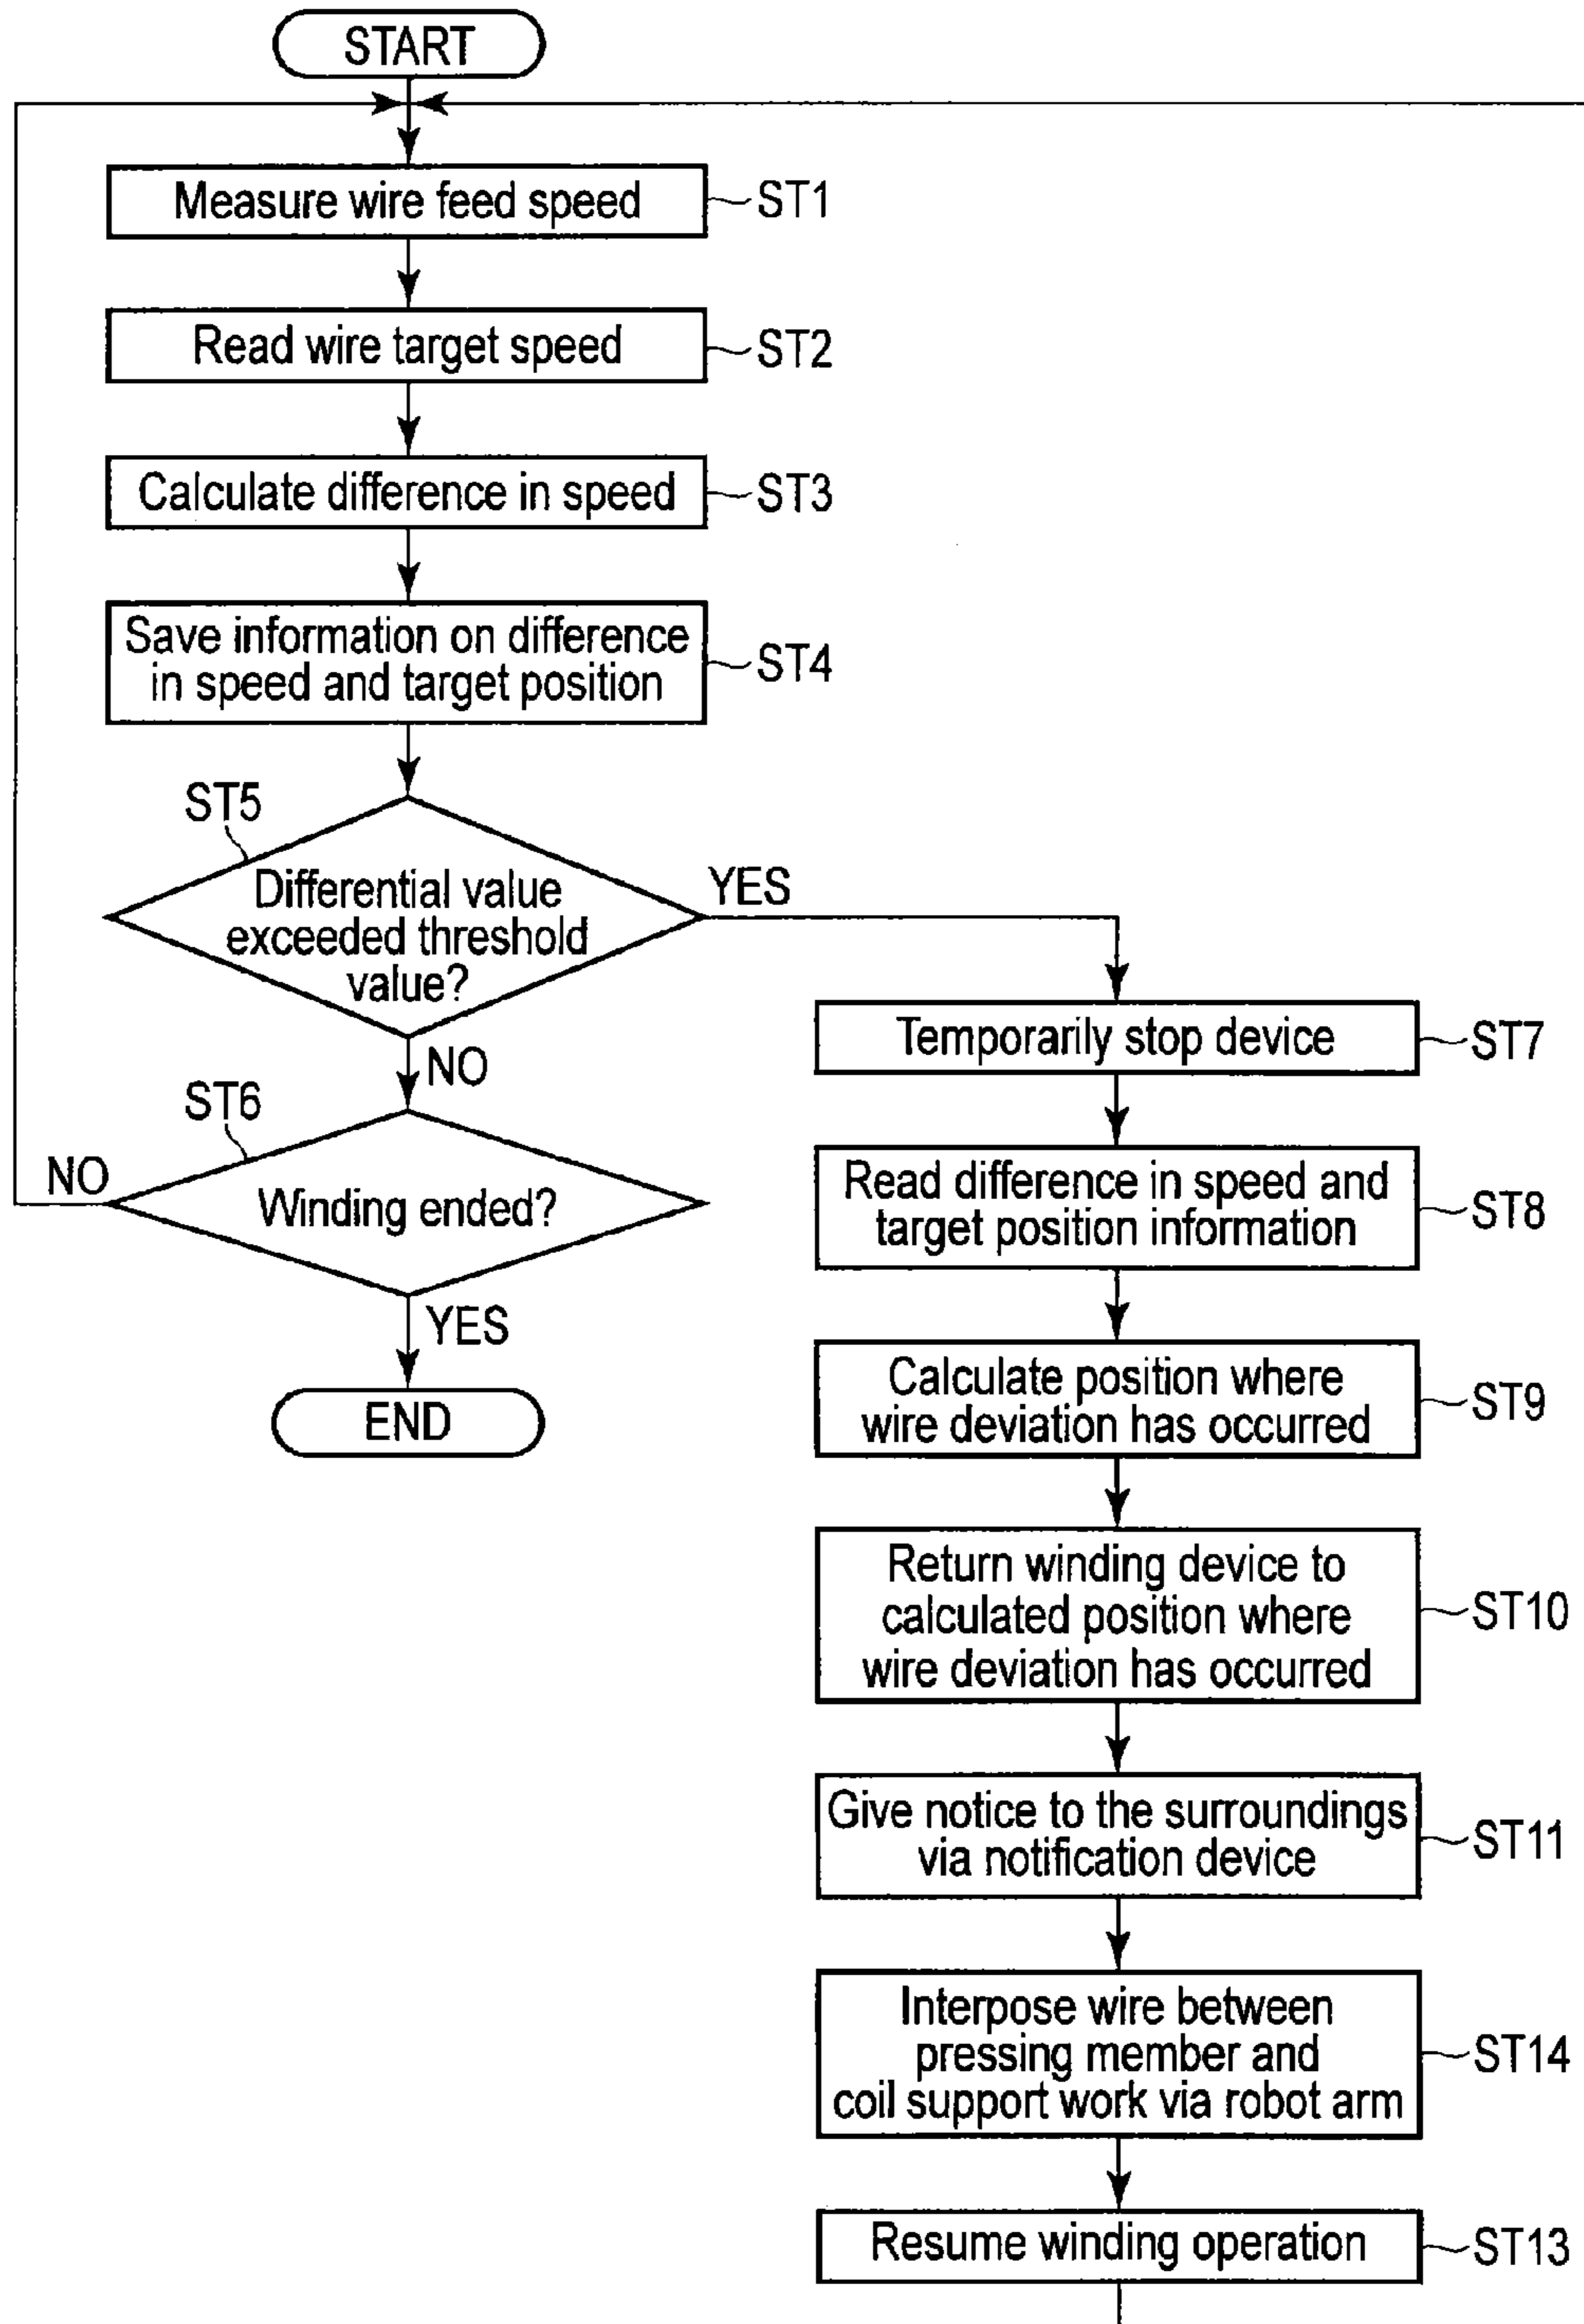 START
Measure wire feed speed
ST1
Read wire target speed
ST2
Calculate difference in speed
ST3
Save information on difference
in speed and target position
ST4
ST5
Differential value
exceeded threshold
value?
YES
NO
ST6
Winding ended?
NO
YES
END
Temporarily stop device
ST7
Read difference in speed and
target position information
ST8
Calculate position where
wire deviation has occurred
ST9
Return winding device to
calculated position where
wire deviation has occurred
ST10
Give notice to the surroundings
via notification device
ST11
Interpose wire between
pressing member and
coil support work via robot arm
ST14
Resume winding operation
ST13